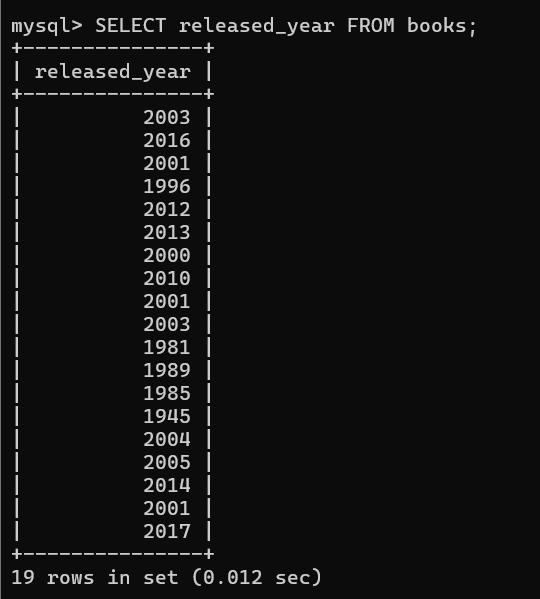 mysql> SELECT released_year FROM books;
+---------------+
| released_year |
+---------------+
|          2003 |
|          2016 |
|          2001 |
|          1996 |
|          2012 |
|          2013 |
|          2000 |
|          2010 |
|          2001 |
|          2003 |
|          1981 |
|          1989 |
|          1985 |
|          1945 |
|          2004 |
|          2005 |
|          2014 |
|          2001 |
|          2017 |
+---------------+
19 rows in set (0.012 sec)